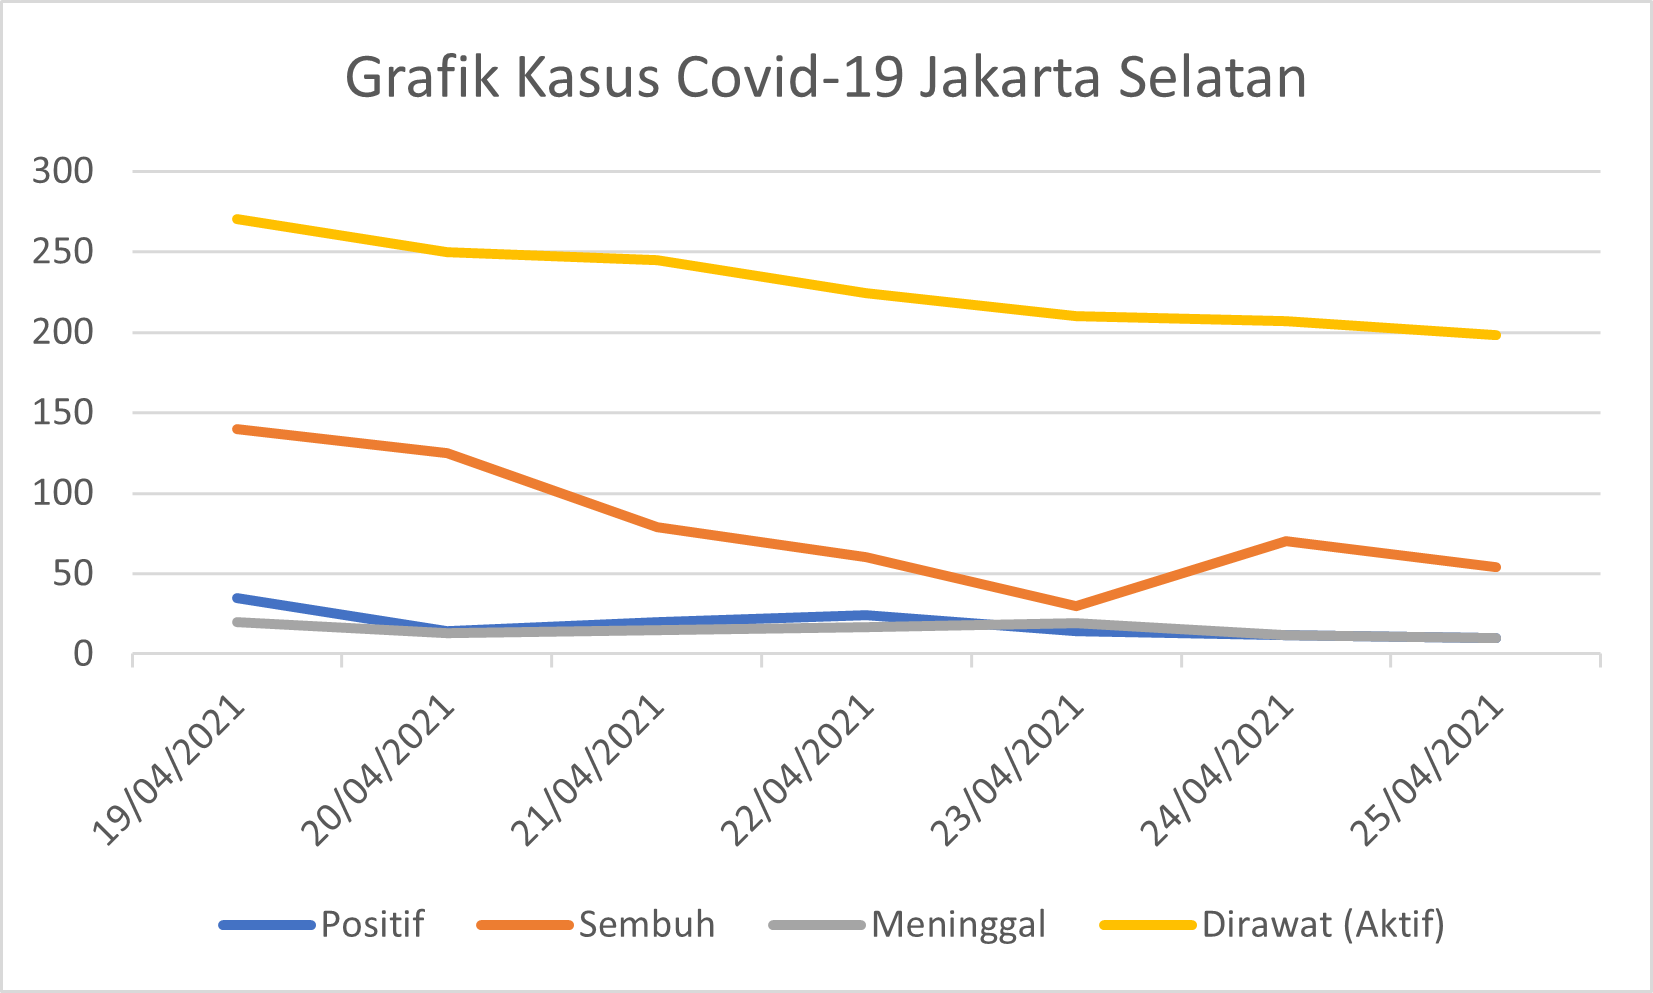 Grafik Kasus Covid-19 Jakarta Selatan
300
250
200
150
100
50
0
19/04/2021
20/04/2021
21/04/2021
22/04/2021
23/04/2021
24/04/2021
25/04/2021
Positif
Sembuh
Meninggal
Dirawat (Aktif)